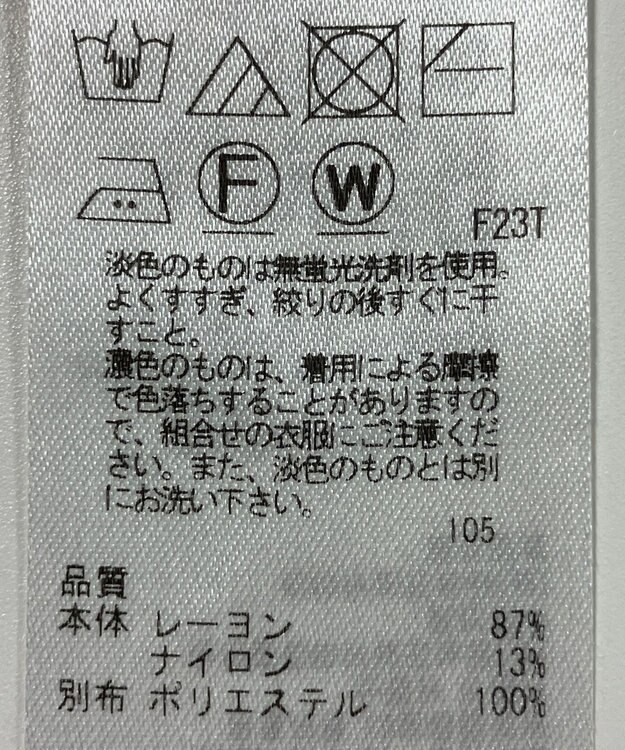 F W
F23T
淡色のものは無蛍光洗剤を使用。
よくすすぎ、絞りの後すぐに干
すこと。
濃色のものは、着用による摩擦
で色落ちすることがありますの
で、組合せの衣服にご注意くだ
さい。また、淡色のものとは別
にお洗い下さい。
105
品質
本体 レーヨン 87%
ナイロン 13%
別布 ポリエステル 100%